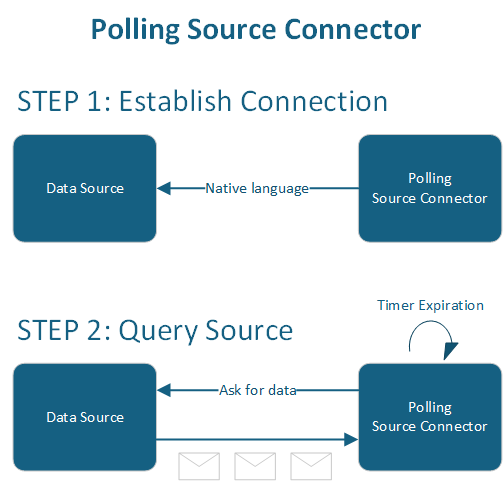 Polling Source Connector
STEP 1: Establish Connection
Data Source
Native language
Polling
Source Connector
STEP 2: Query Source
Timer Expiration
Data Source
Ask for data
Polling
Source Connector